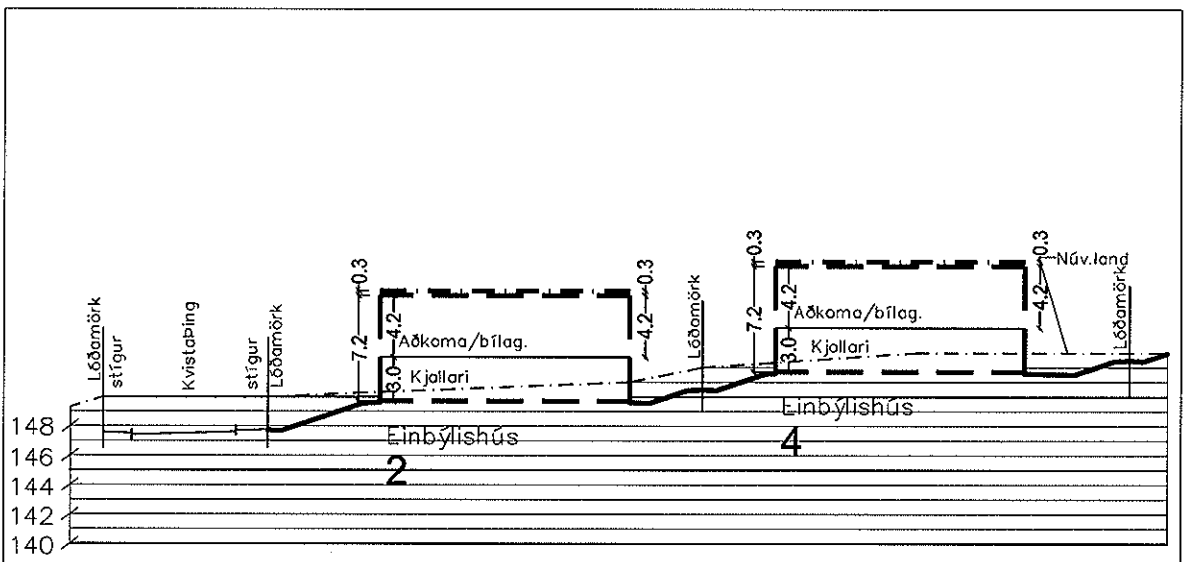 0.3
7.2
4.2
3.0
0.3
4.2
Aðkoma/bílag.
Kjallari
0.3
7.2
4.2
3.0
0.3
4.2
Núv.land
Aðkoma/bílag.
Kjallari
Lóðamörk
stígur
Kvistaþing
stígur
Lóðamörk
Lóðamörk
Lóðamörk
Einbýlishús
2
Einbýlishús
4
148
146
144
142
140